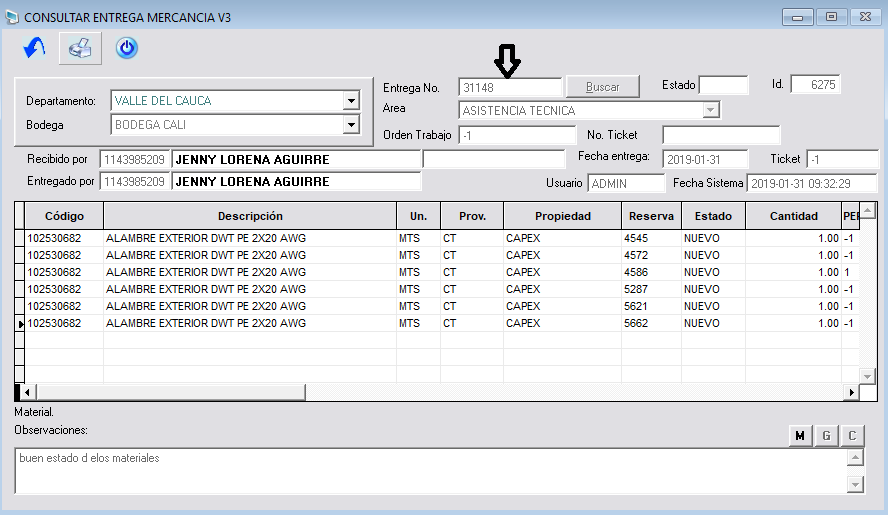 CONSULTAR ENTREGA MERCANCIA V3
Entrega No. 31148 Buscar Estado Id. 6275
Departamento: VALLE DEL CAUCA
Area ASISTENCIA TECNICA
Bodega BODEGA CALI
Orden Trabajo -1 No. Ticket
Recibido por 1143985209 JENNY LORENA AGUIRRE Fecha entrega: 2019-01-31 Ticket -1
Entregado por 1143985209 JENNY LORENA AGUIRRE Usuario ADMIN Fecha Sistema 2019-01-31 09:32:29
Código Descripción Un. Prov. Propiedad Reserva Estado Cantidad
102530682 ALAMBRE EXTERIOR DWT PE 2X20 AWG MTS CT CAPEX 4545 NUEVO 1.00 -1
102530682 ALAMBRE EXTERIOR DWT PE 2X20 AWG MTS CT CAPEX 4572 NUEVO 1.00 -1
102530682 ALAMBRE EXTERIOR DWT PE 2X20 AWG MTS CT CAPEX 4586 NUEVO 1.00 1
102530682 ALAMBRE EXTERIOR DWT PE 2X20 AWG MTS CT CAPEX 5287 NUEVO 1.00 -1
102530682 ALAMBRE EXTERIOR DWT PE 2X20 AWG MTS CT CAPEX 5621 NUEVO 1.00 -1
102530682 ALAMBRE EXTERIOR DWT PE 2X20 AWG MTS CT CAPEX 5662 NUEVO 1.00 -1
Material.
Observaciones: M G C
buen estado d elos materiales